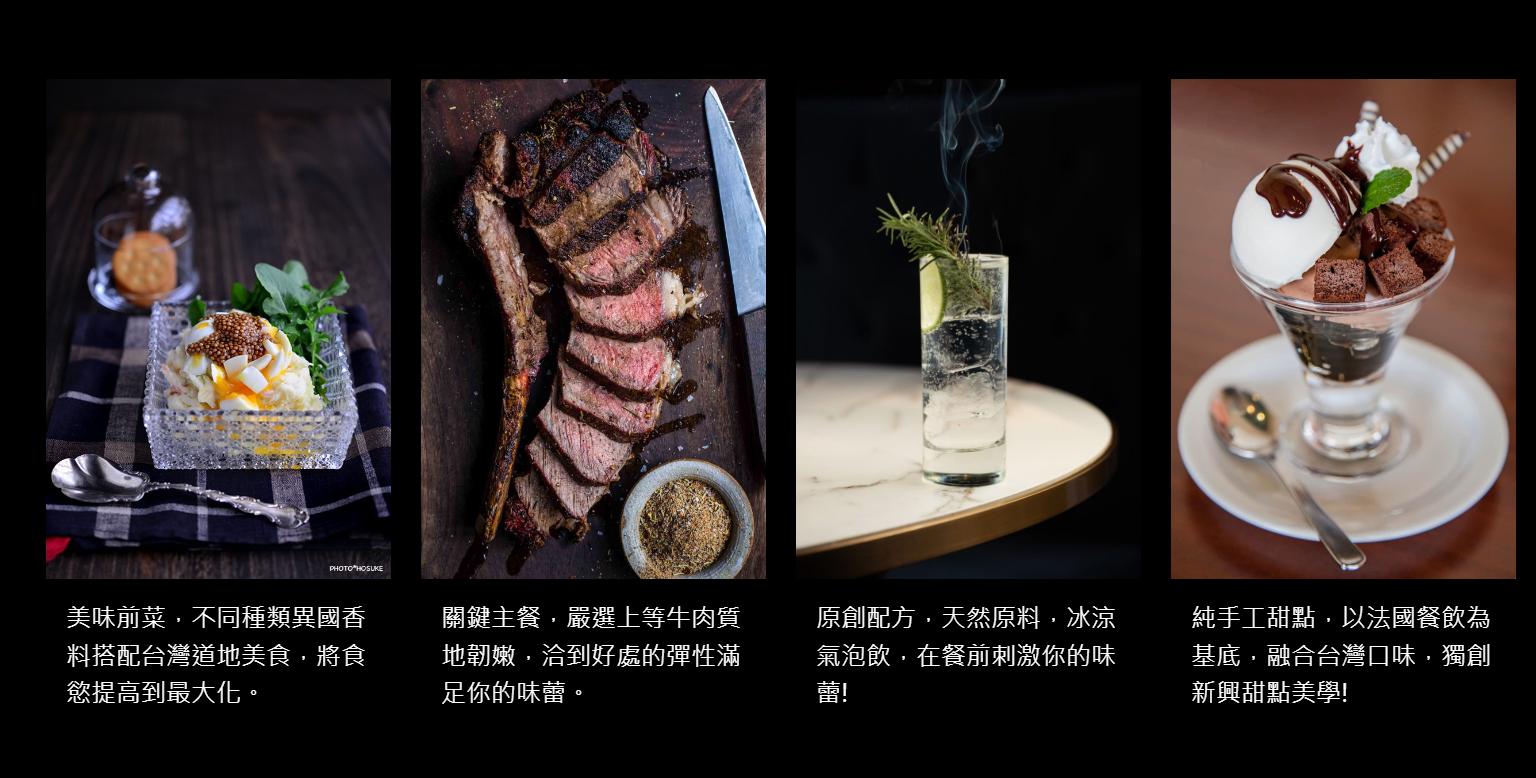 PHOTO*HOSUKE
美味前菜，不同種類異國香
料搭配台灣道地美食，將食
慾提高到最大化。
關鍵主餐，嚴選上等牛肉質
地韌嫩，洽到好處的彈性滿
足你的味蕾。
原創配方，天然原料，冰涼
氣泡飲，在餐前刺激你的味
蕾!
純手工甜點，以法國餐飲為
基底，融合台灣口味，獨創
新興甜點美學!